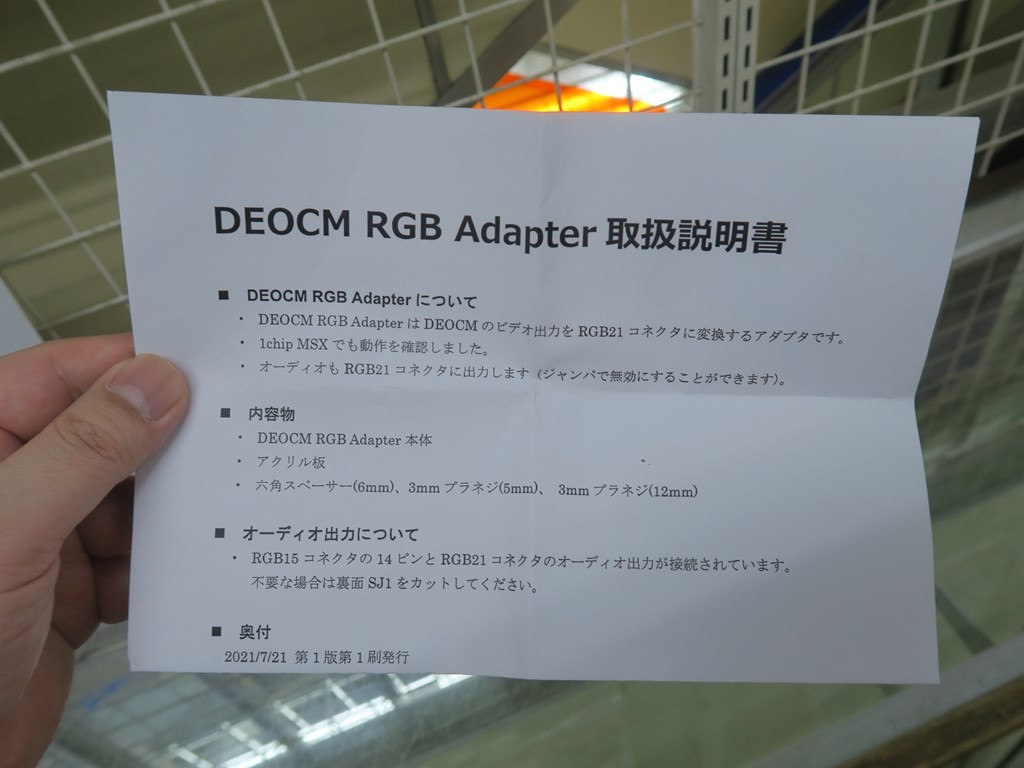 DEOCM RGB Adapter 取扱説明書
■ DEOCM RGB Adapter について
・ DEOCM RGB Adapter は DEOCM のビデオ出力を RGB21 コネクタに変換するアダプタです。
・ 1chip MSX でも動作を確認しました。
・ オーディオも RGB21 コネクタに出力します (ジャンパで無効にすることができます)。
■ 内容物
・ DEOCM RGB Adapter 本体
・ アクリル板
・ 六角スペーサー(6mm)、3mm プラネジ(5mm)、 3mm プラネジ(12mm)
■ オーディオ出力について
・ RGB15 コネクタの 14 ピンと RGB21 コネクタのオーディオ出力が接続されています。
不要な場合は裏面 SJ1 をカットしてください。
■ 奥付
2021/7/21 第 1 版第 1 刷発行